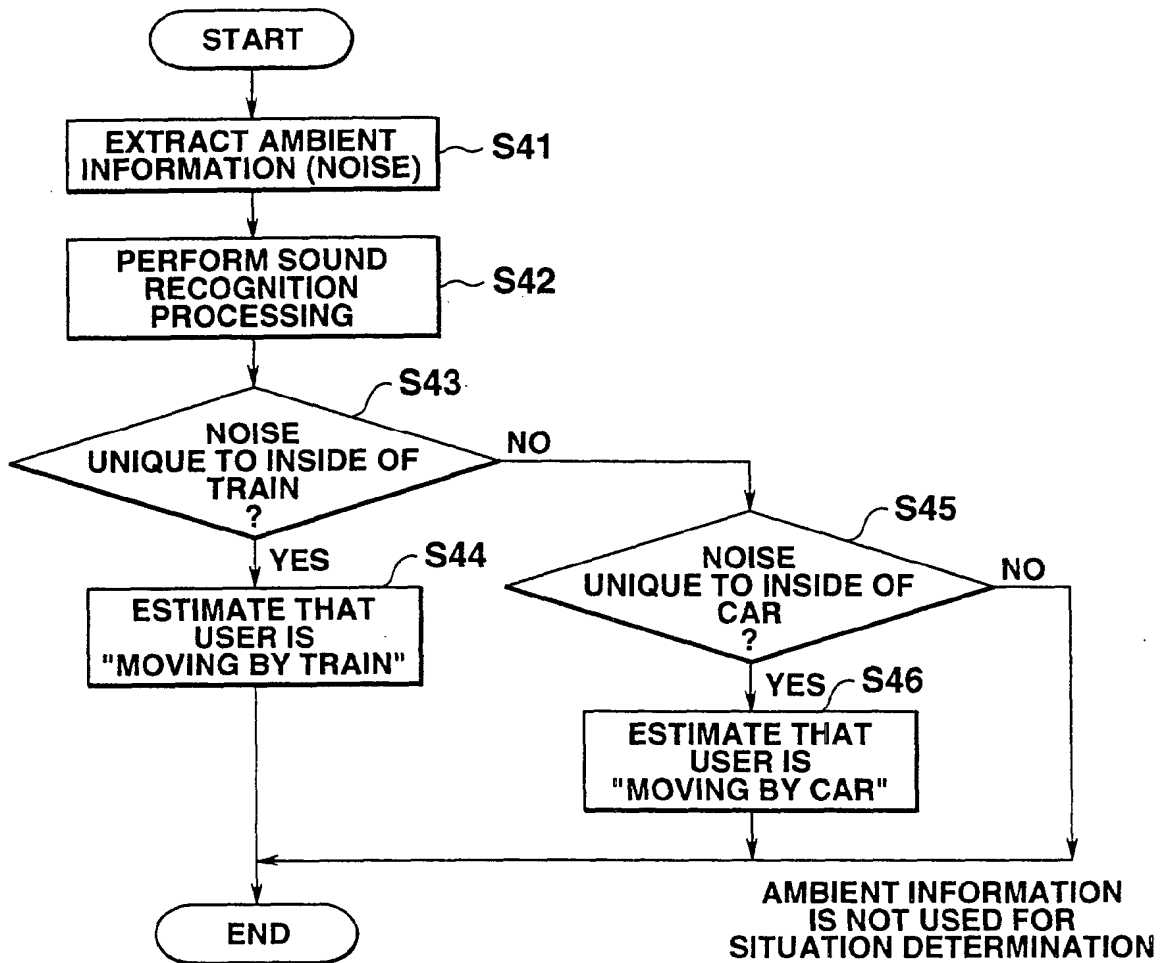 START
EXTRACT AMBIENT
INFORMATION (NOISE)
S41
PERFORM SOUND
RECOGNITION
PROCESSING
S42
S43
NOISE
UNIQUE TO INSIDE OF
TRAIN
?
NO
YES
S44
ESTIMATE THAT
USER IS
"MOVING BY TRAIN"
S45
NOISE
UNIQUE TO INSIDE OF
CAR
?
NO
YES
S46
ESTIMATE THAT
USER IS
"MOVING BY CAR"
AMBIENT INFORMATION
IS NOT USED FOR
SITUATION DETERMINATION
END